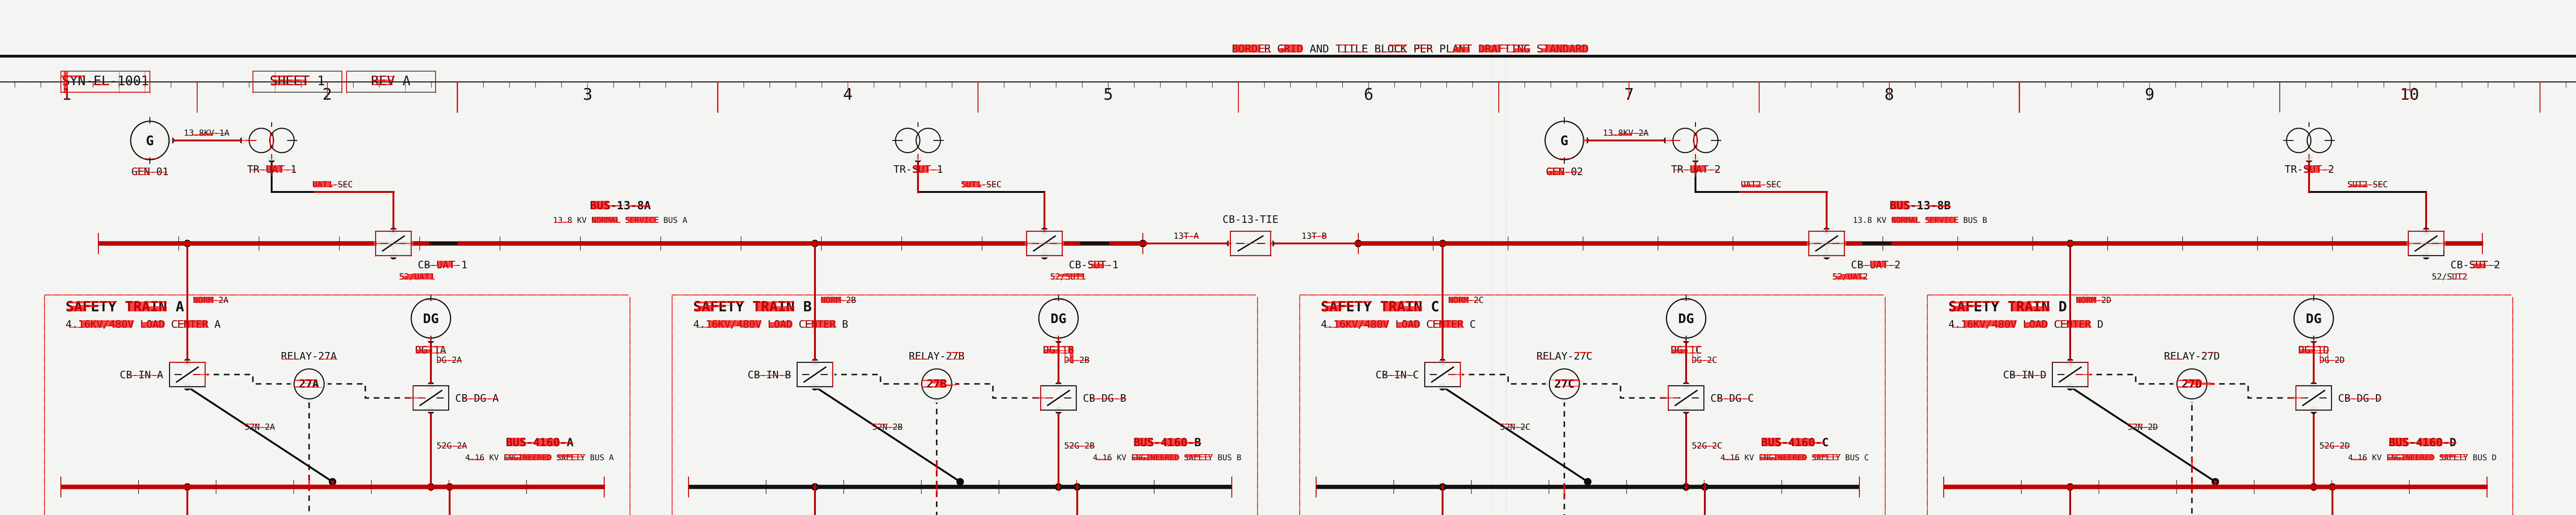 BORDER GRID AND TITLE BLOCK PER PLANT DRAFTING STANDARD
SYN-EL-1001 SHEET 1 REV A
1 2 3 4 5 6 7 8 9 10
G 13.8KV-1A
GEN-01 TR-UAT-1
TR-SUT-1
G 13.8KV-2A
GEN-02 TR-UAT-2
TR-SUT-2
UAT1-SEC SUT1-SEC UAT2-SEC SUT2-SEC
BUS-13-8A
13.8 KV NORMAL SERVICE BUS A
CB-13-TIE
13T-A 13T-B
BUS-13-8B
13.8 KV NORMAL SERVICE BUS B
CB-UAT-1
52/UAT1
CB-SUT-1
52/SUT1
CB-UAT-2
52/UAT2
CB-SUT-2
52/SUT2
SAFETY TRAIN A NORM-2A
4.16KV/480V LOAD CENTER A
DG
DG-1A
DG-2A
RELAY-27A
CB-IN-A 27A
CB-DG-A
52N-2A
52G-2A
BUS-4160-A
4.16 KV ENGINEERED SAFETY BUS A
SAFETY TRAIN B NORM-2B
4.16KV/480V LOAD CENTER B
DG
DG-1B
DG-2B
RELAY-27B
CB-IN-B 27B
CB-DG-B
52N-2B
52G-2B
BUS-4160-B
4.16 KV ENGINEERED SAFETY BUS B
SAFETY TRAIN C NORM-2C
4.16KV/480V LOAD CENTER C
DG
DG-1C
DG-2C
RELAY-27C
CB-IN-C 27C
CB-DG-C
52N-2C
52G-2C
BUS-4160-C
4.16 KV ENGINEERED SAFETY BUS C
SAFETY TRAIN D NORM-2D
4.16KV/480V LOAD CENTER D
DG
DG-1D
DG-2D
RELAY-27D
CB-IN-D 27D
CB-DG-D
52N-2D
52G-2D
BUS-4160-D
4.16 KV ENGINEERED SAFETY BUS D